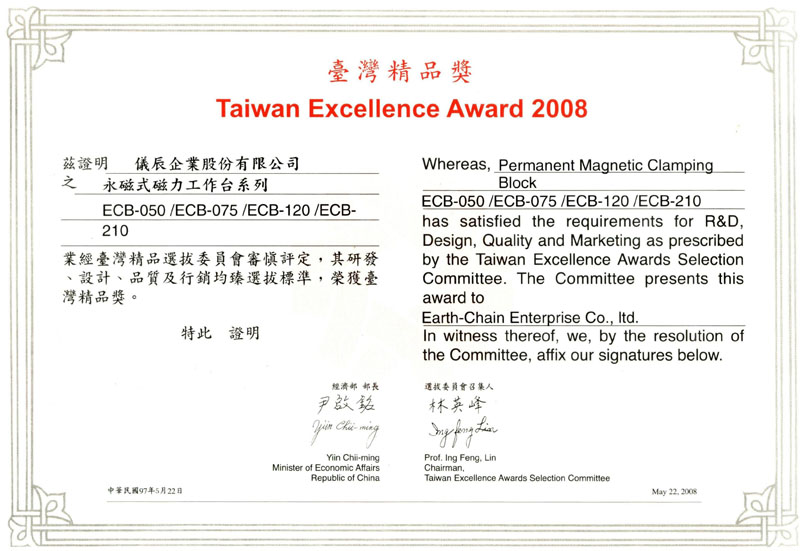 臺灣精品獎
Taiwan Excellence Award 2008
茲證明 儀辰企業股份有限公司
之 永磁式磁力工作台系列
ECB-050 /ECB-075 /ECB-120 /ECB-
210
業經臺灣精品選拔委員會審慎評定，其研發
、設計、品質及行銷均臻選拔標準，榮獲臺
灣精品獎。
特此 證明
經濟部 部長
尹啟銘
Yiin Chii-ming
Yiin Chii-ming
Minister of Economic Affairs
Republic of China
中華民國97年5月22日
Whereas, Permanent Magnetic Clamping
Block
ECB-050 /ECB-075 /ECB-120 /ECB-210
has satisfied the requirements for R&D,
Design, Quality and Marketing as prescribed
by the Taiwan Excellence Awards Selection
Committee. The Committee presents this
award to
Earth-Chain Enterprise Co., ltd.
In witness thereof, we, by the resolution of
the Committee, affix our signatures below.
選拔委員會召集人
林英峰
Ing Feng Lin
Prof. Ing Feng, Lin
Chairman,
Taiwan Excellence Awards Selection Committee
May 22, 2008